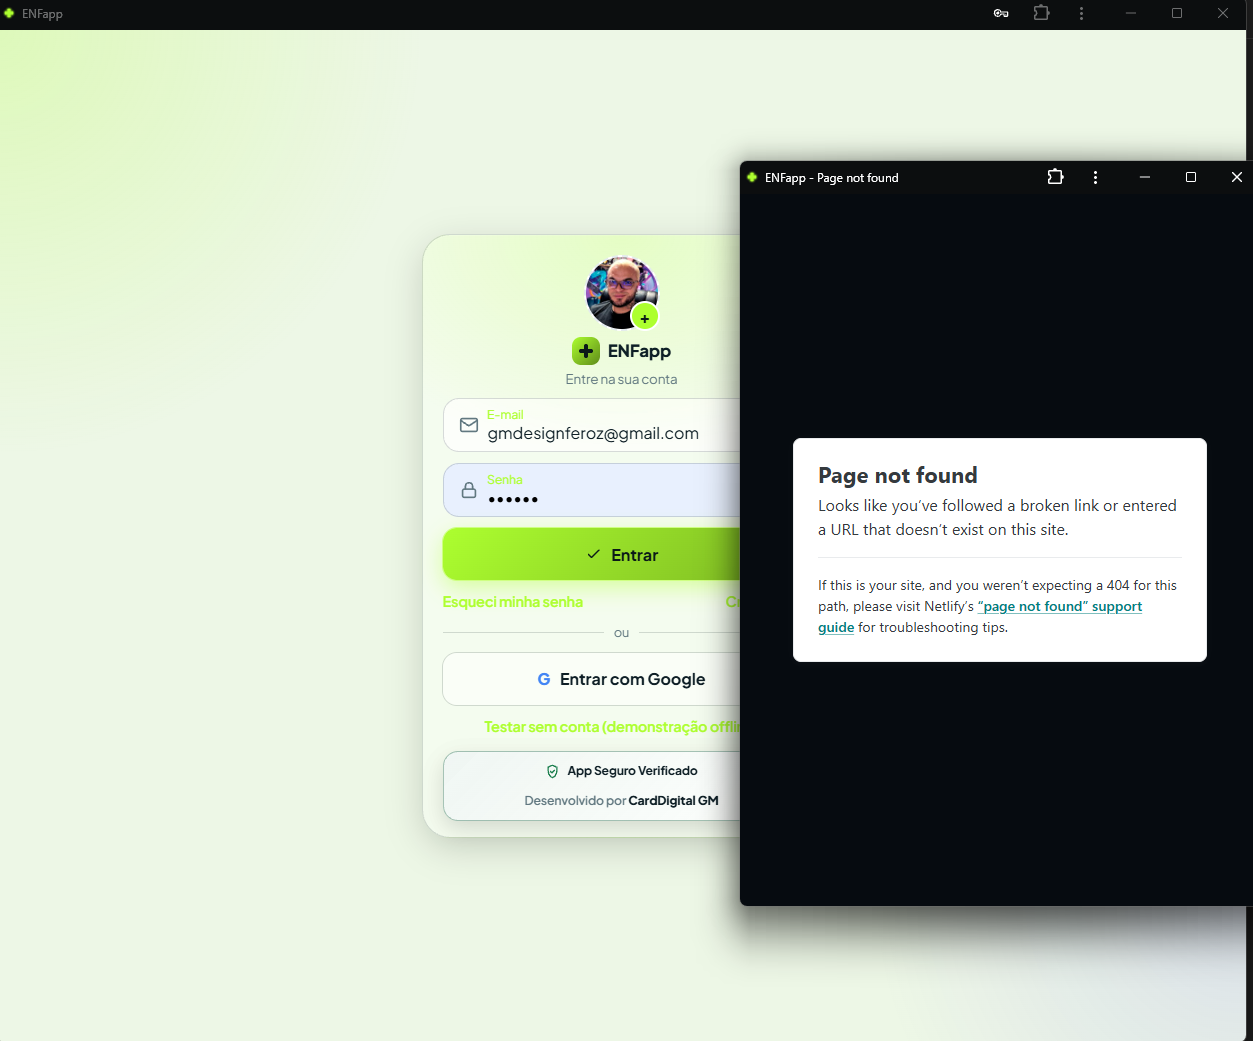 ENFapp
ENFapp
Entre na sua conta
E-mail
gmdesignferoz@gmail.com
Senha
••••••
Entrar
Esqueci minha senha
ou
G Entrar com Google
Testar sem conta (demonstração
App Seguro Verificado
Desenvolvido por CardDigital GM
ENFapp - Page not found
Page not found
Looks like you’ve followed a broken link or entered
a URL that doesn’t exist on this site.
If this is your site, and you weren’t expecting a 404 for this
path, please visit Netlify’s “page not found” support
guide for troubleshooting tips.